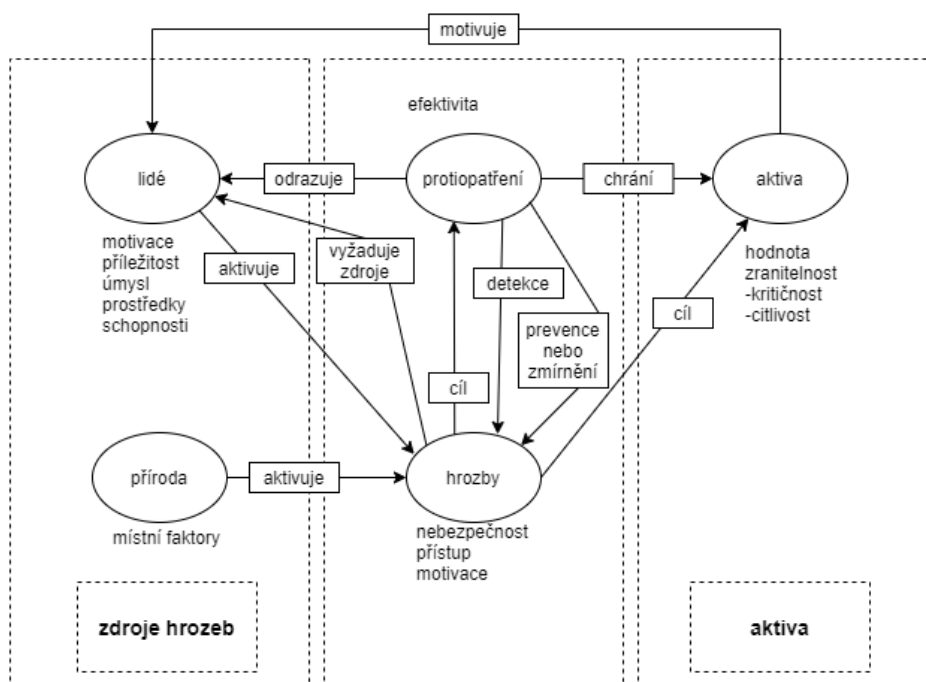 motivuje
efektivita
lidé
odrazuje
protiopatření
chrání
aktiva
motivace
příležitost
úmysl
prostředky
schopnosti
aktivuje
vyžaduje
zdroje
detekce
hodnota
zranitelnost
-kritičnost
-citlivost
cíl
prevence
nebo
zmírnění
cíl
příroda
aktivuje
hrozby
místní faktory
nebezpečnost
přístup
motivace
zdroje hrozeb
aktiva